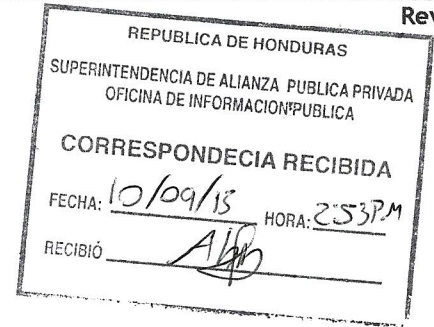 Rev
REPUBLICA DE HONDURAS
SUPERINTENDENCIA DE ALIANZA PUBLICA PRIVADA
OFICINA DE INFORMACION PUBLICA
CORRESPONDECIA RECIBIDA
FECHA: 10/09/15 HORA: 2:53P.M
RECIBIÓ